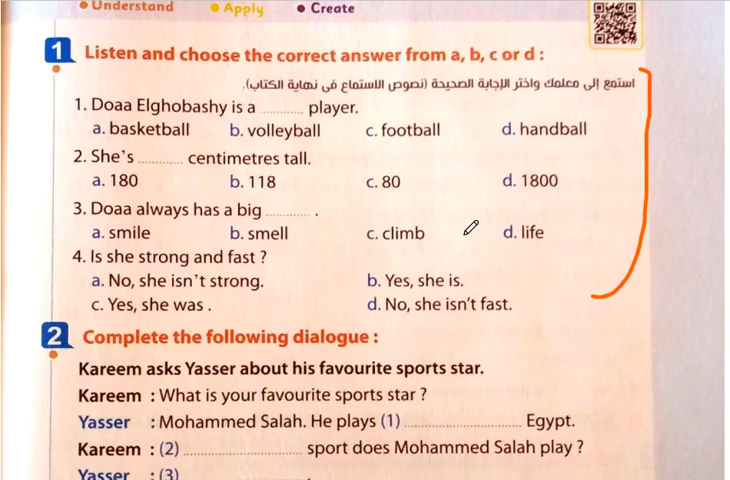 Understand Apply Create
1 Listen and choose the correct answer from a, b, c or d :
استمع إلى معلمك واختر الإجابة الصحيحة (نصوص الاستماع فى نهاية الكتاب).
1. Doaa Elghobashy is a ............ player.
a. basketball b. volleyball c. football d. handball
2. She's ............ centimetres tall.
a. 180 b. 118 c. 80 d. 1800
3. Doaa always has a big ............ .
a. smile b. smell c. climb d. life
4. Is she strong and fast ?
a. No, she isn't strong. b. Yes, she is.
c. Yes, she was . d. No, she isn't fast.
2 Complete the following dialogue :
Kareem asks Yasser about his favourite sports star.
Kareem : What is your favourite sports star ?
Yasser : Mohammed Salah. He plays (1) ............................ Egypt.
Kareem : (2) ............................ sport does Mohammed Salah play ?
Yasser : (3) ............................ .